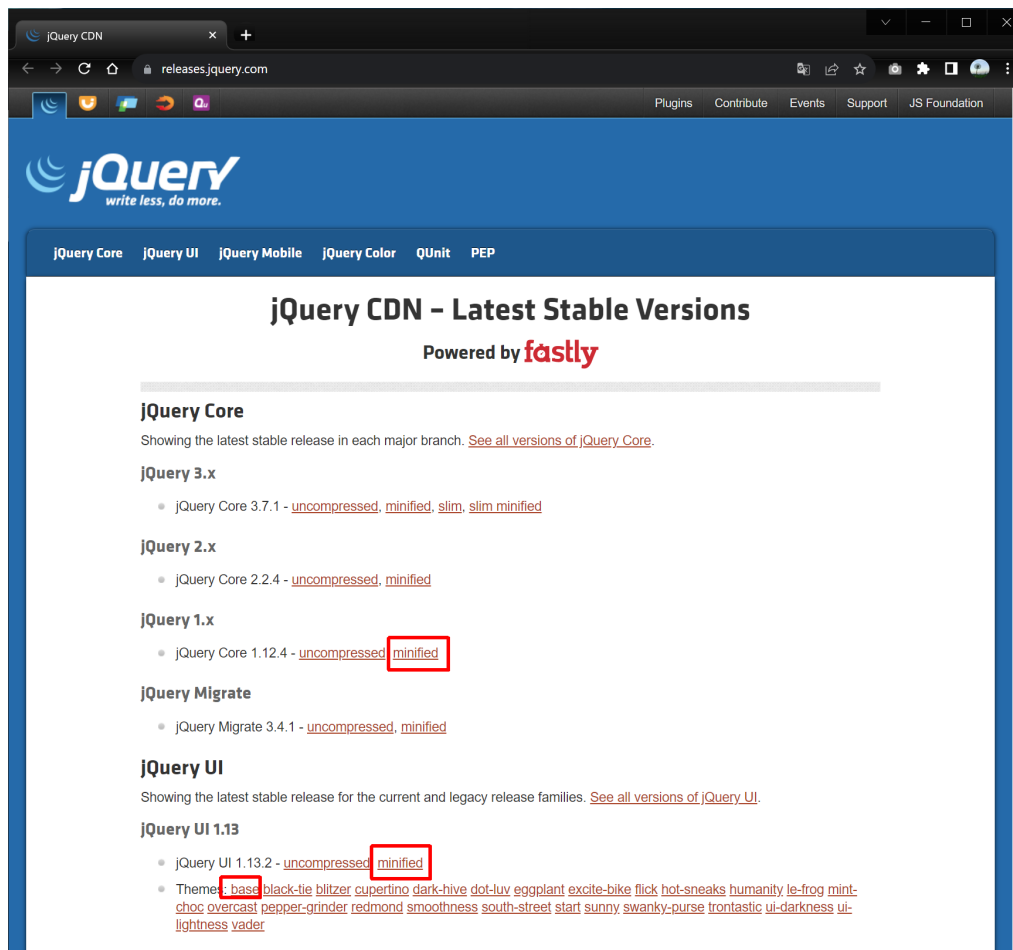 jQuery CDN
releases.jquery.com
Plugins Contribute Events Support JS Foundation
jQuery
write less, do more.
jQuery Core jQuery UI jQuery Mobile jQuery Color QUnit PEP
jQuery CDN – Latest Stable Versions
Powered by fastly
jQuery Core
Showing the latest stable release in each major branch. See all versions of jQuery Core.
jQuery 3.x
jQuery Core 3.7.1 - uncompressed, minified, slim, slim minified
jQuery 2.x
jQuery Core 2.2.4 - uncompressed, minified
jQuery 1.x
jQuery Core 1.12.4 - uncompressed minified
jQuery Migrate
jQuery Migrate 3.4.1 - uncompressed, minified
jQuery UI
Showing the latest stable release for the current and legacy release families. See all versions of jQuery UI.
jQuery UI 1.13
jQuery UI 1.13.2 - uncompressed minified
Themes: base black-tie blitzer cupertino dark-hive dot-luv eggplant excite-bike flick hot-sneaks humanity le-frog mint-
choc overcast pepper-grinder redmond smoothness south-street start sunny swanky-purse trontastic ui-darkness ui-
lightness vader